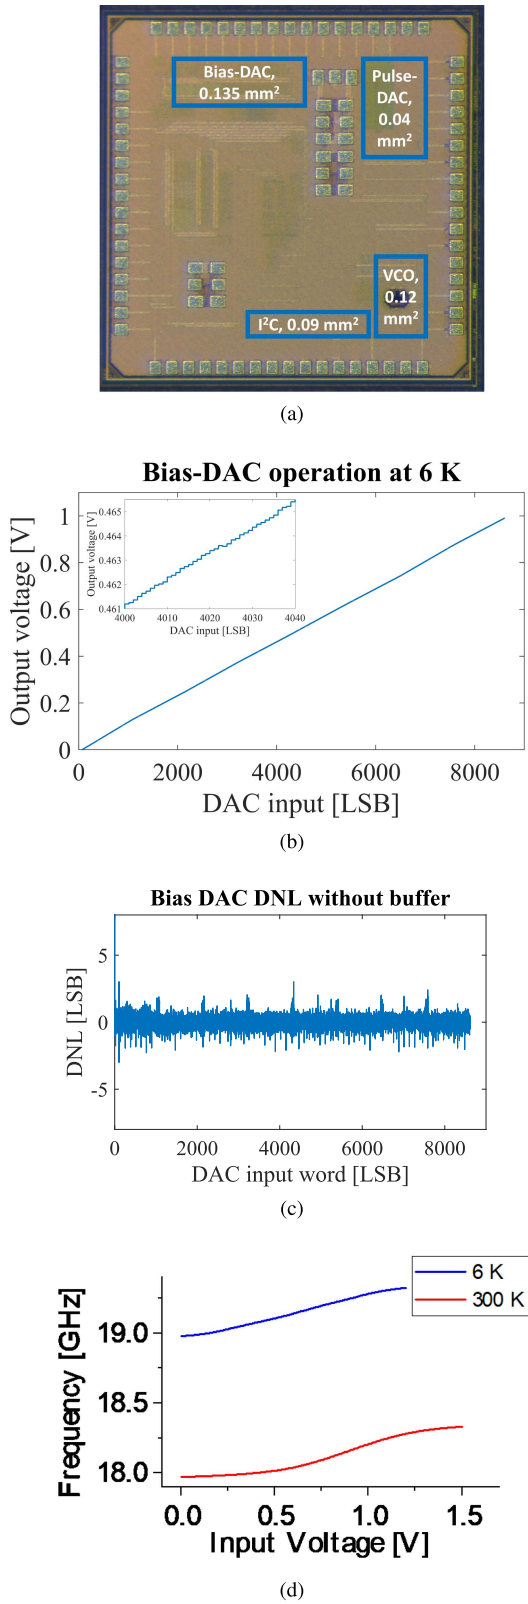 Bias-DAC,
0.135 mm²
Pulse-
DAC,
0.04
mm²
VCO,
0.12
mm²
I²C, 0.09 mm²
(a)
Bias-DAC operation at 6 K
Output voltage [V]
1
0.8
0.6
0.4
0.2
0
0.465
0.464
0.463
0.462
0.461
Output voltage [V]
4000 4010 4020 4030 4040
DAC input [LSB]
0 2000 4000 6000 8000
DAC input [LSB]
(b)
Bias DAC DNL without buffer
DNL [LSB]
5
0
-5
0 2000 4000 6000 8000
DAC input word [LSB]
(c)
6 K
300 K
Frequency [GHz]
19.0
18.5
18.0
0.0 0.5 1.0 1.5
Input Voltage [V]
(d)